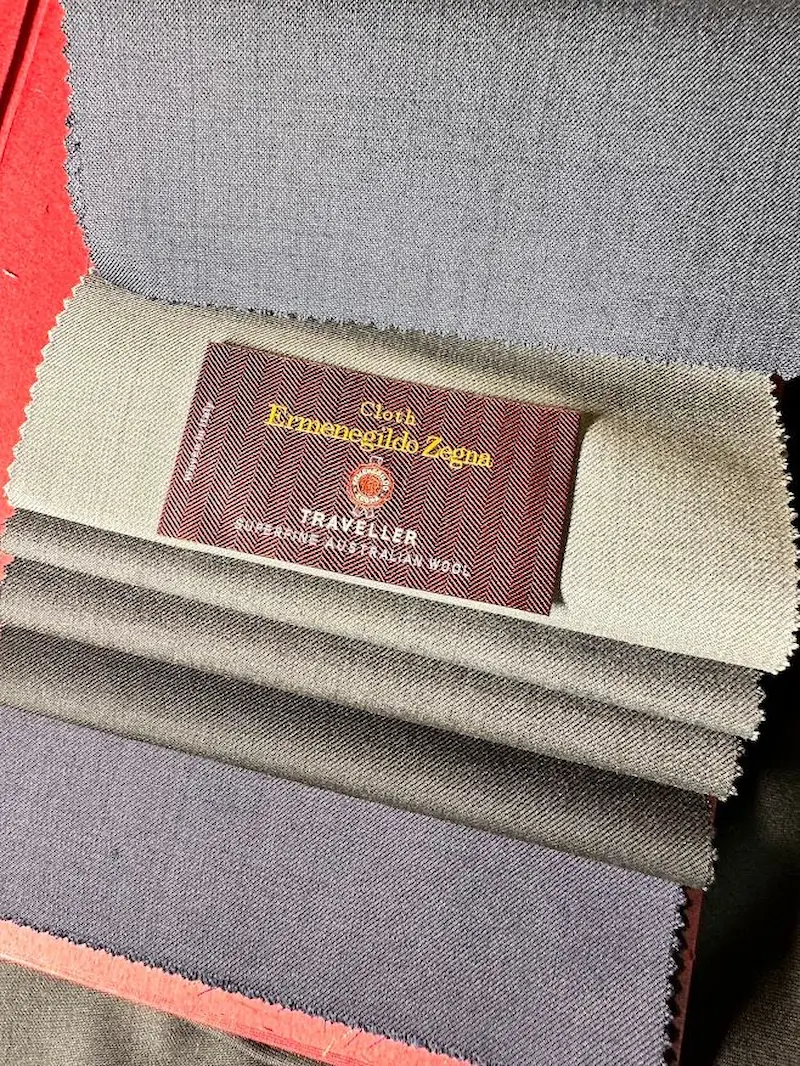 Cloth
Ermenegildo Zegna
TRAVELLER
SUPERFINE AUSTRALIAN WOOL